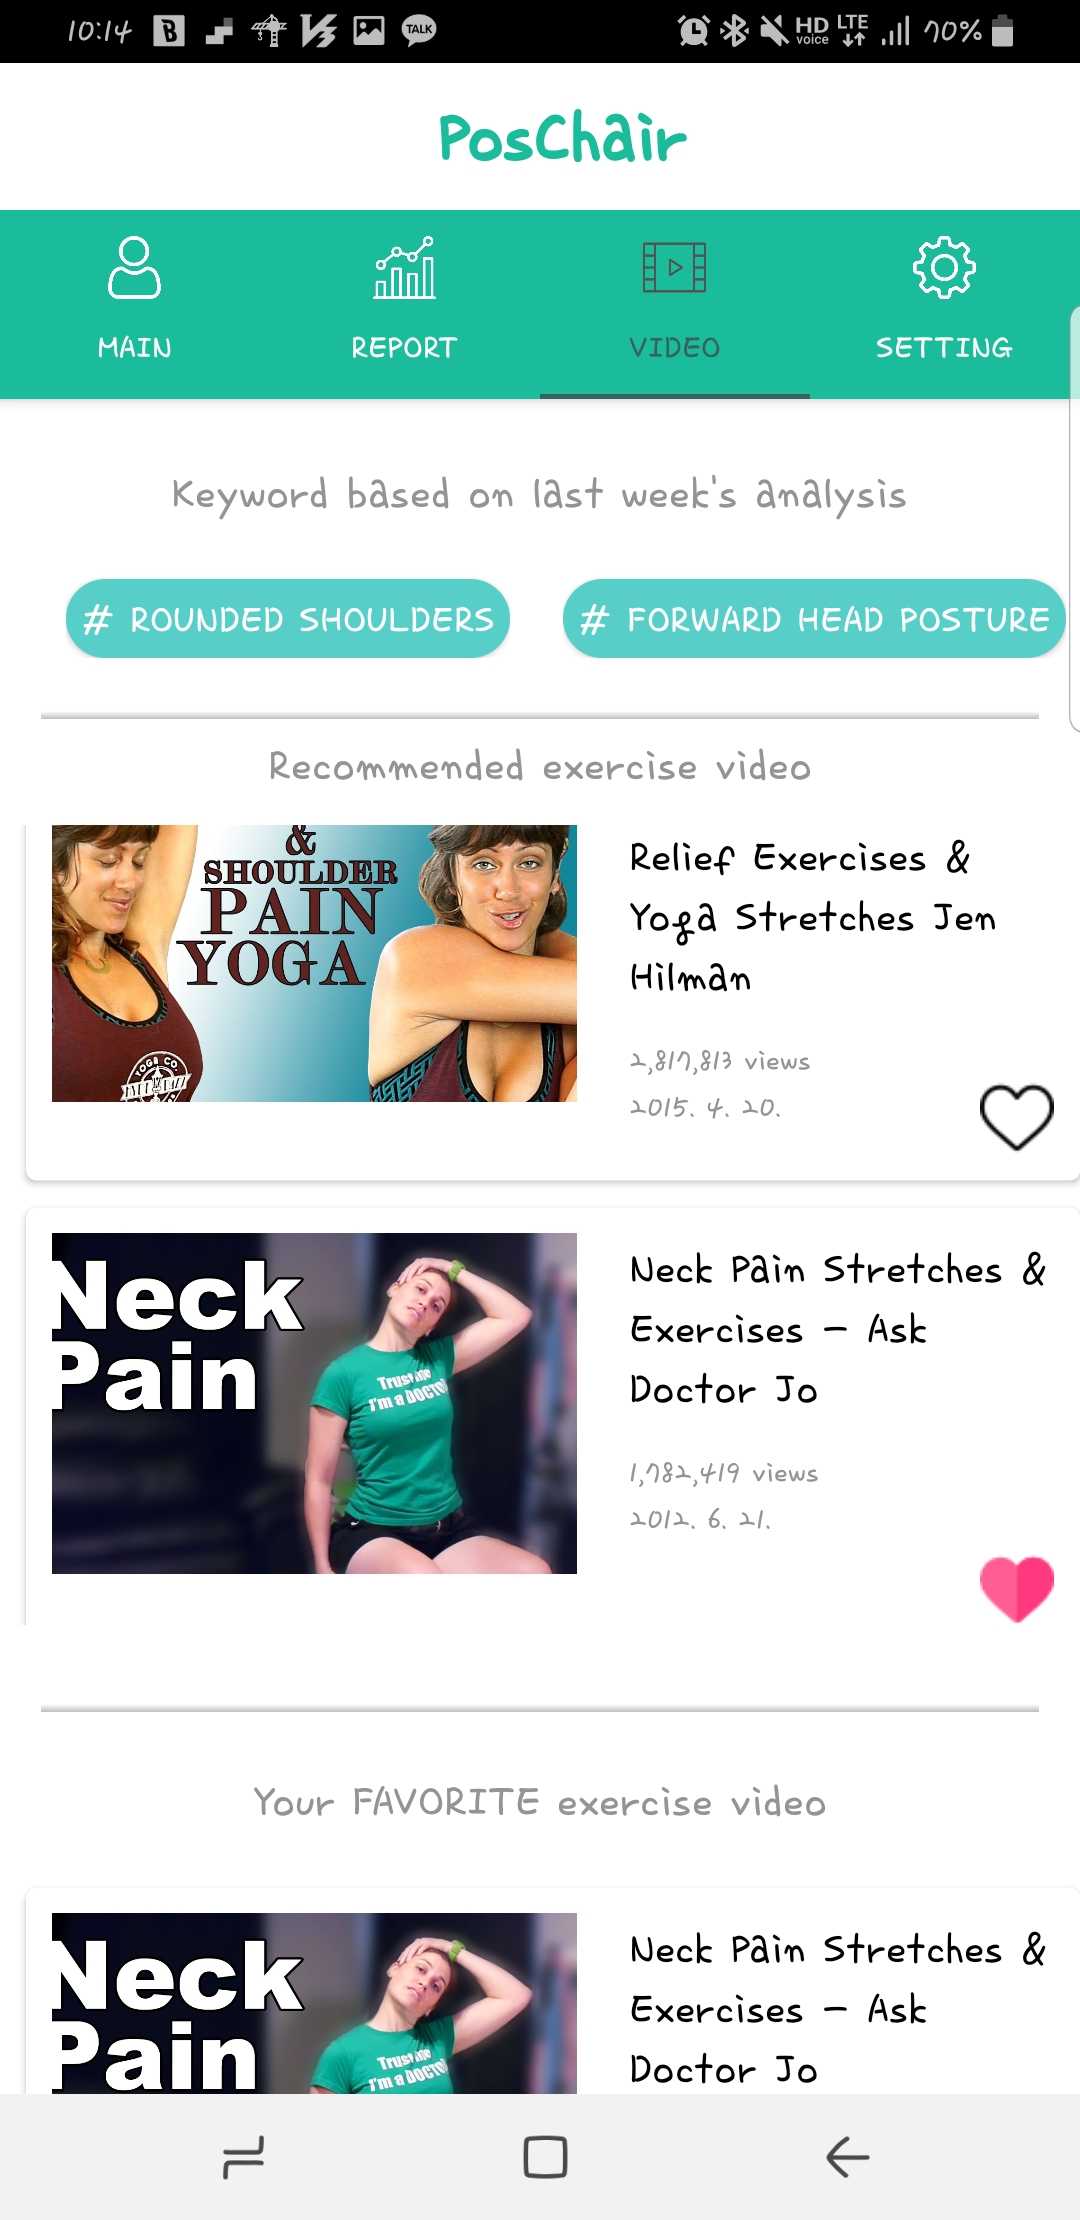 10:14 B 3 TALK HD voice LTE 70%
PosChair
MAIN REPORT VIDEO SETTING
Keyword based on last week's analysis
# ROUNDED SHOULDERS # FORWARD HEAD POSTURE
Recommended exercise video
&
SHOULDER
PAIN
YOGA
YOGA CO.
Relief Exercises &
Yoga Stretches Jen
Hilman
2,817,813 views
2015. 4. 20.
Neck
Pain
Trust me
I'm a DOCTOR
Neck Pain Stretches &
Exercises – Ask
Doctor Jo
1,782,419 views
2012. 6. 21.
Your FAVORITE exercise video
Neck
Pain
Trust me
I'm a DOCTOR
Neck Pain Stretches &
Exercises – Ask
Doctor Jo